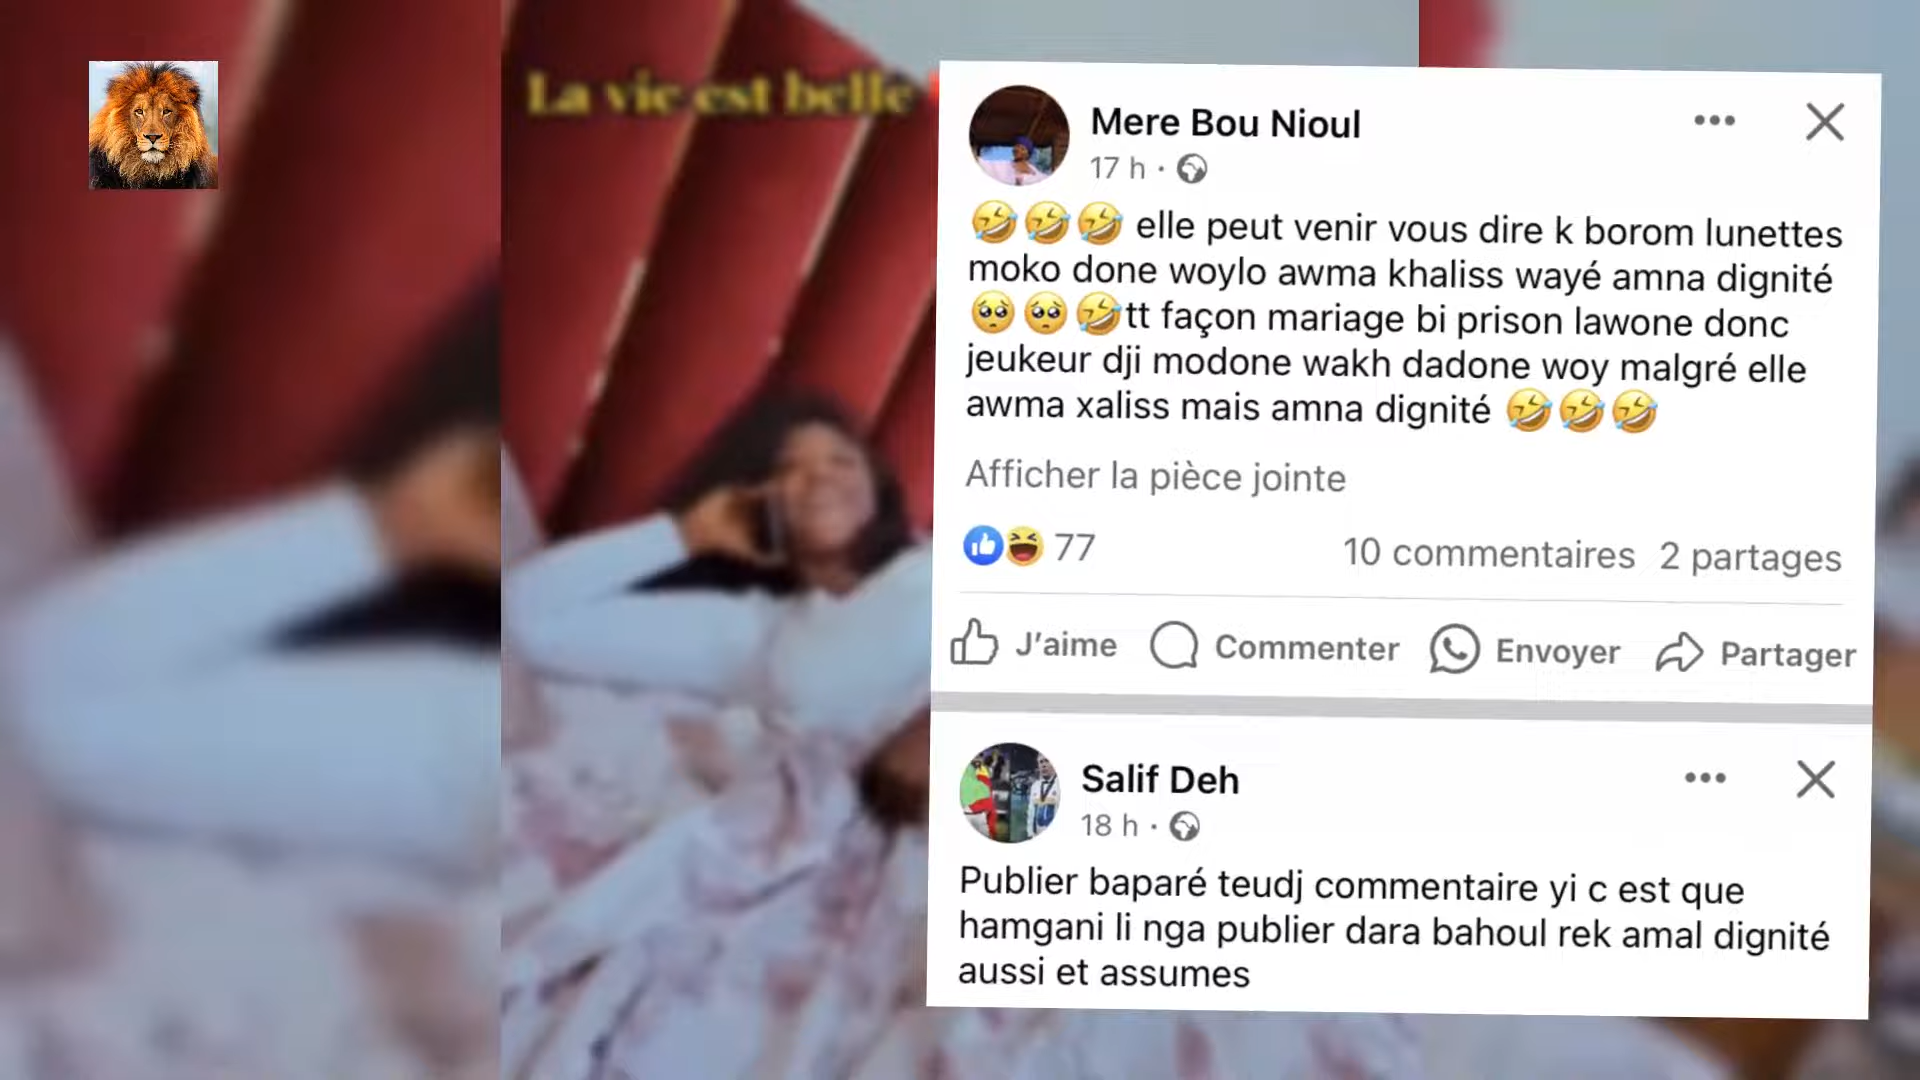 La vie est belle
Mere Bou Nioul
17 h ·
🤣🤣🤣 elle peut venir vous dire k borom lunettes
moko done woylo awma khaliss wayé amna dignité
🥺🥺🤣tt façon mariage bi prison lawone donc
jeukeur dji modone wakh dadone woy malgré elle
awma xaliss mais amna dignité 🤣🤣🤣
Afficher la pièce jointe
77 10 commentaires 2 partages
J'aime Commenter Envoyer Partager
Salif Deh
18 h ·
Publier baparé teudj commentaire yi c est que
hamgani li nga publier dara bahoul rek amal dignité
aussi et assumes